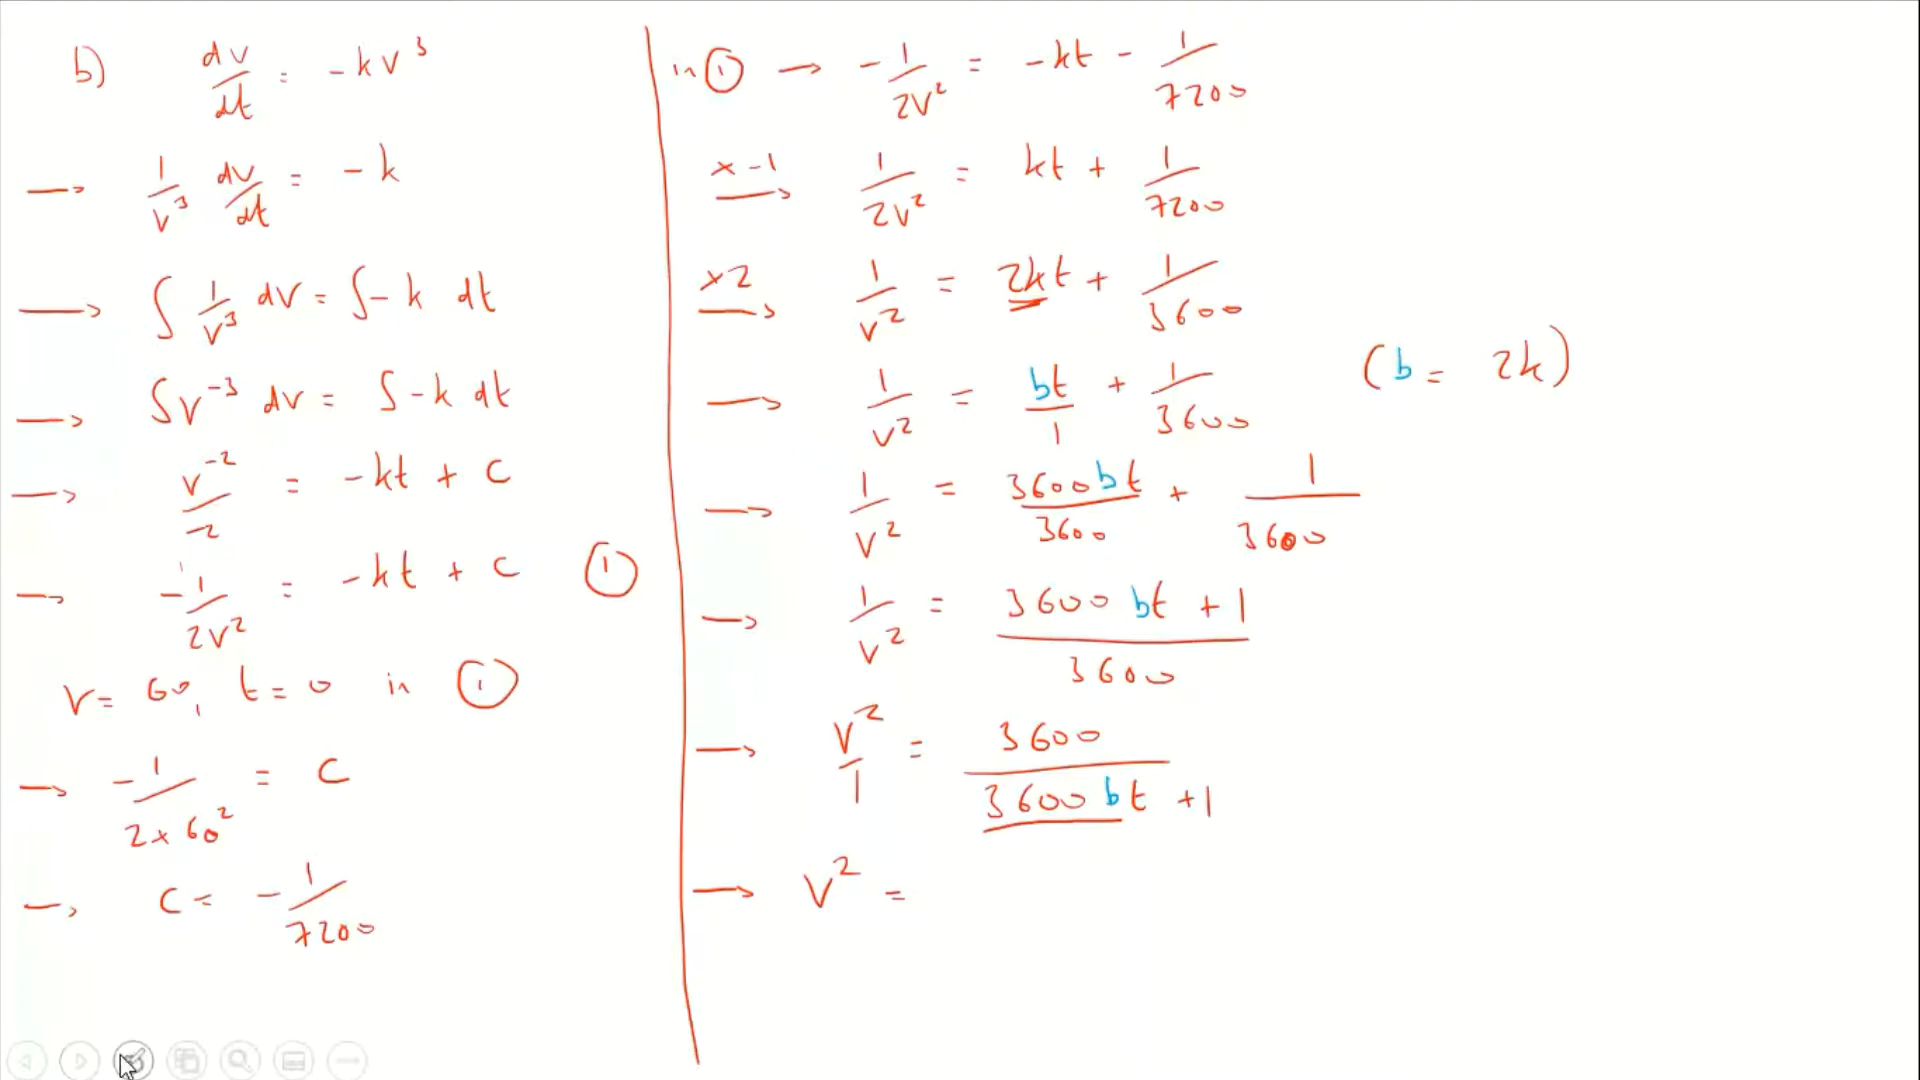 b) dv/dt = -kv³
→ 1/v³ dv/dt = -k
→ ∫ 1/v³ dv = ∫-k dt
→ ∫v⁻³ dv = ∫-k dt
→ v⁻²/-2 = -kt + c
→ -1/2v² = -kt + c ①
v = 60, t = 0 in ①
→ -1/2×60² = c
→ c = -1/7200
in ① → -1/2v² = -kt - 1/7200
×-1 → 1/2v² = kt + 1/7200
×2 → 1/v² = 2kt + 1/3600
→ 1/v² = bt/1 + 1/3600 (b = 2k)
→ 1/v² = 3600bt/3600 + 1/3600
→ 1/v² = 3600bt + 1/3600
→ v²/1 = 3600/3600bt + 1
→ v² =